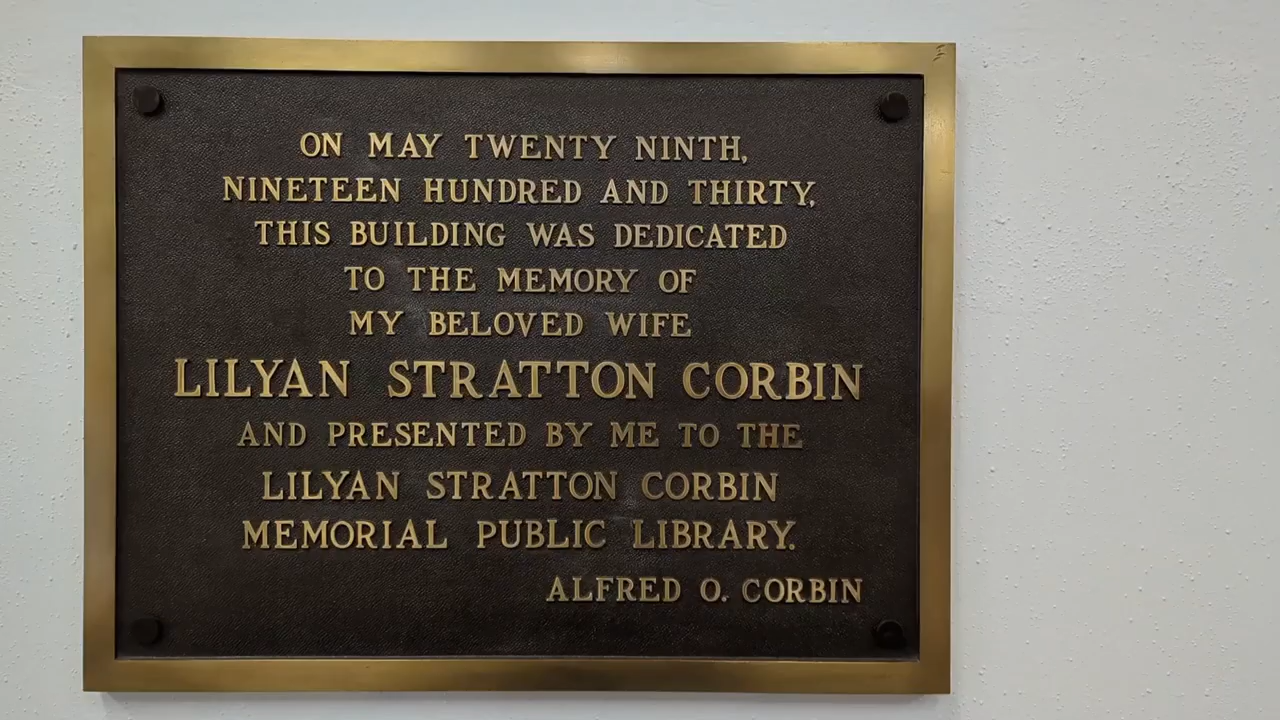 ON MAY TWENTY NINTH,
NINETEEN HUNDRED AND THIRTY,
THIS BUILDING WAS DEDICATED
TO THE MEMORY OF
MY BELOVED WIFE
LILYAN STRATTON CORBIN
AND PRESENTED BY ME TO THE
LILYAN STRATTON CORBIN
MEMORIAL PUBLIC LIBRARY.
ALFRED O. CORBIN